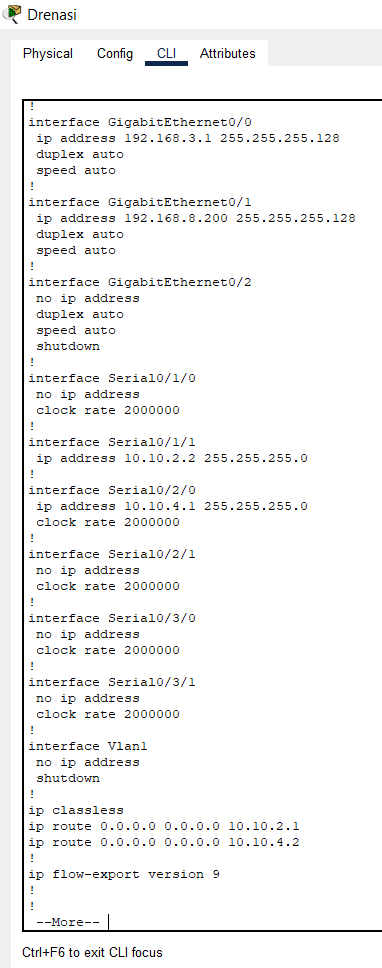 Drenasi
Physical Config CLI Attributes
!
interface GigabitEthernet0/0
 ip address 192.168.3.1 255.255.255.128
 duplex auto
 speed auto
!
interface GigabitEthernet0/1
 ip address 192.168.8.200 255.255.255.128
 duplex auto
 speed auto
!
interface GigabitEthernet0/2
 no ip address
 duplex auto
 speed auto
 shutdown
!
interface Serial0/1/0
 no ip address
 clock rate 2000000
!
interface Serial0/1/1
 ip address 10.10.2.2 255.255.255.0
!
interface Serial0/2/0
 ip address 10.10.4.1 255.255.255.0
 clock rate 2000000
!
interface Serial0/2/1
 no ip address
 clock rate 2000000
!
interface Serial0/3/0
 no ip address
 clock rate 2000000
!
interface Serial0/3/1
 no ip address
 clock rate 2000000
!
interface Vlan1
 no ip address
 shutdown
!
ip classless
ip route 0.0.0.0 0.0.0.0 10.10.2.1
ip route 0.0.0.0 0.0.0.0 10.10.4.2
!
ip flow-export version 9
!
!
 --More--
Ctrl+F6 to exit CLI focus